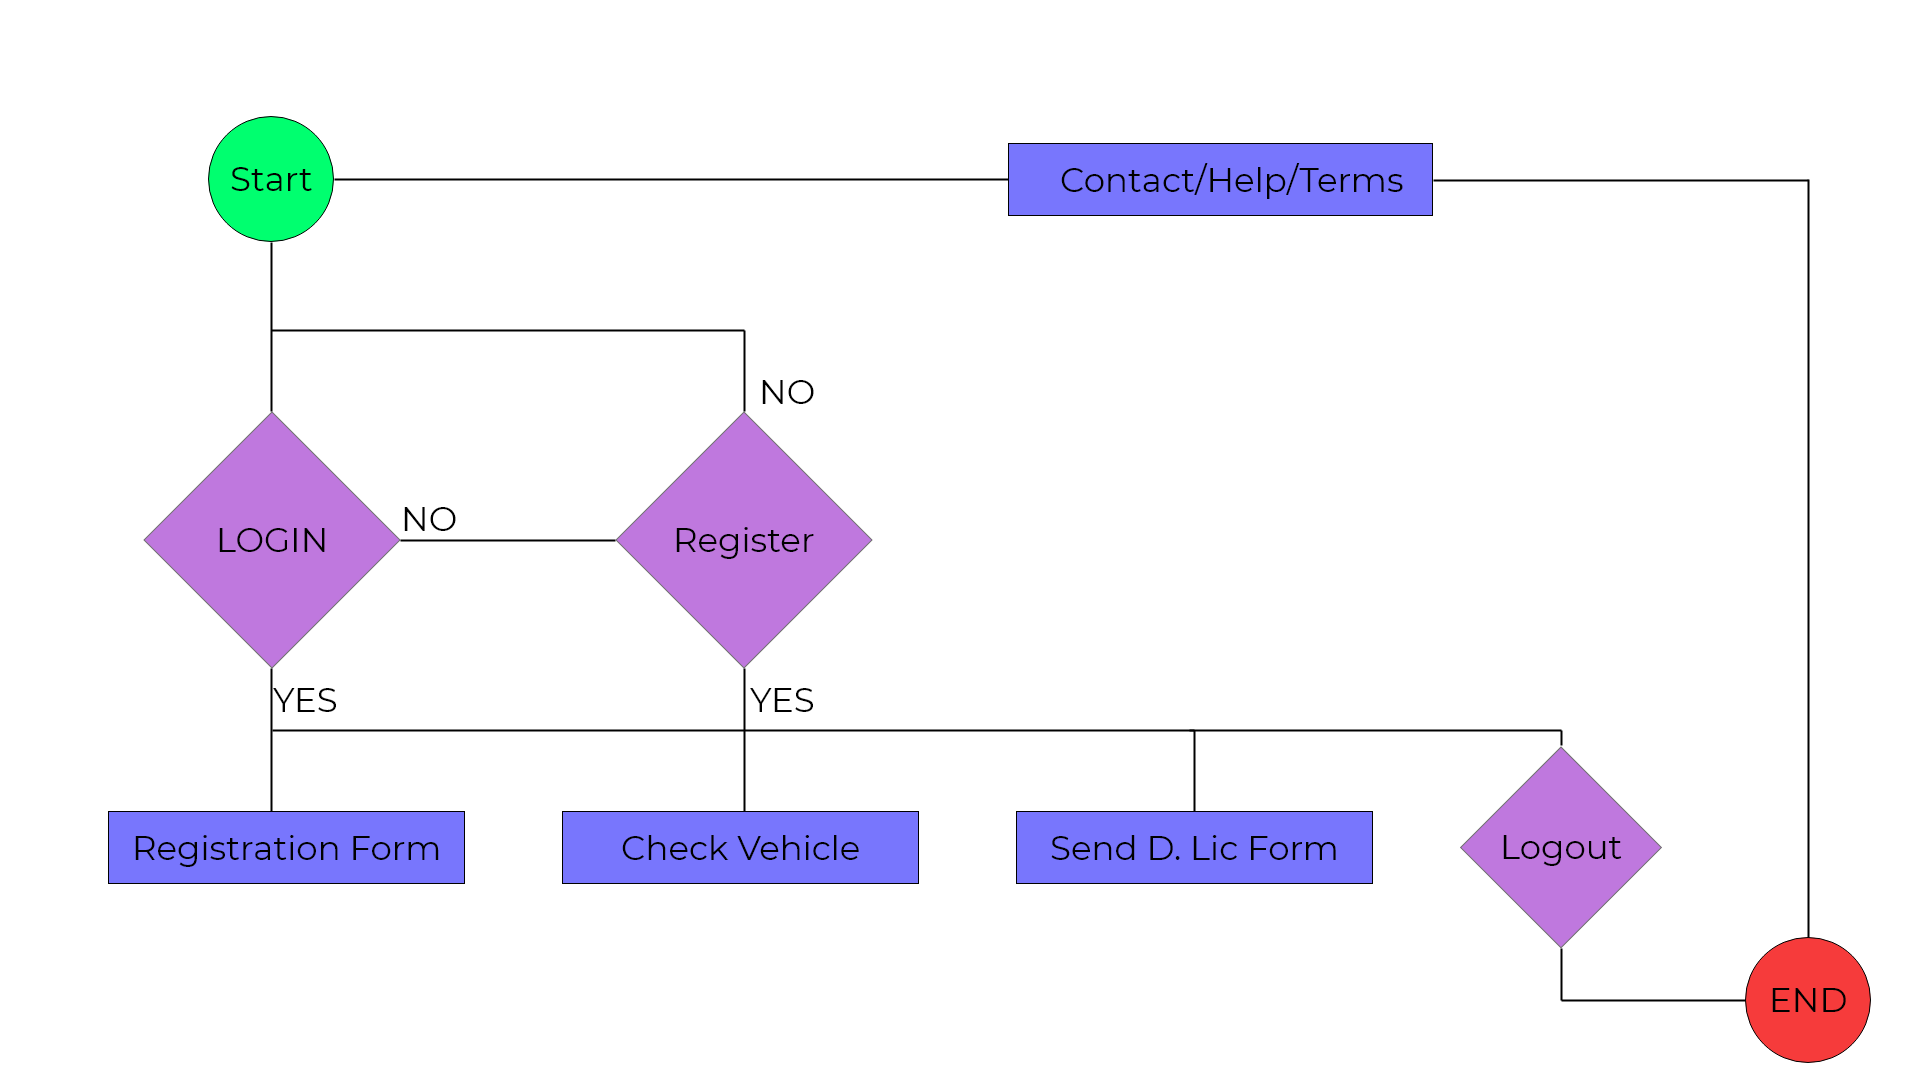 Start
Contact/Help/Terms
NO
NO
LOGIN
Register
YES
YES
Registration Form
Check Vehicle
Send D. Lic Form
Logout
END